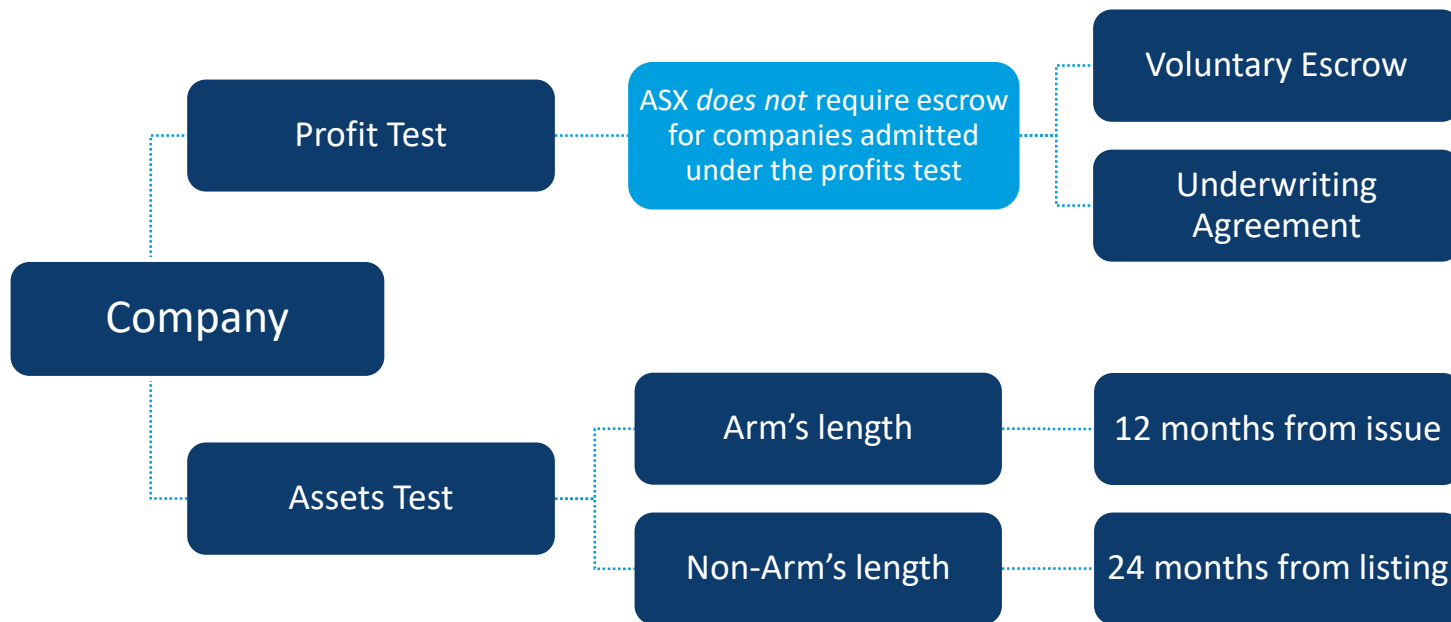 Company
Profit Test
ASX does not require escrow
for companies admitted
under the profits test
Voluntary Escrow
Underwriting
Agreement
Assets Test
Arm’s length
12 months from issue
Non-Arm’s length
24 months from listing